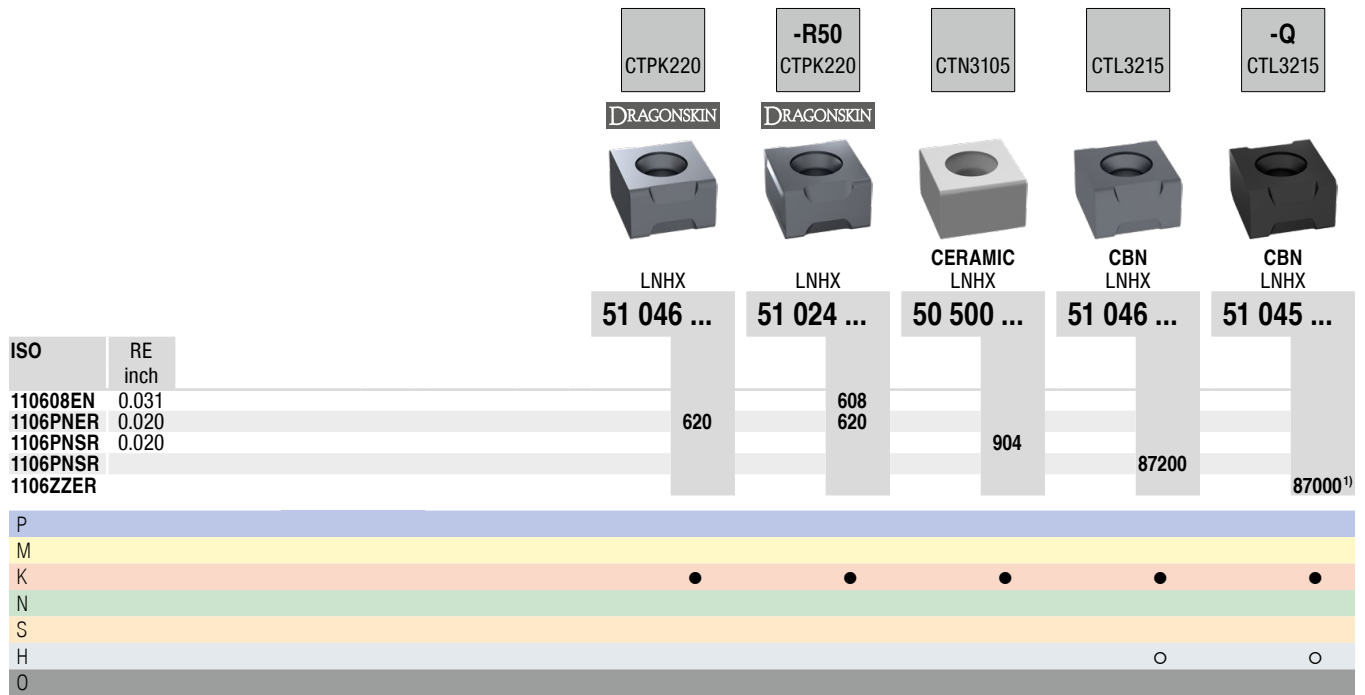 -R50 -Q
CTPK220 CTPK220 CTN3105 CTL3215 CTL3215
DRAGONSKIN DRAGONSKIN
CERAMIC CBN CBN
LNHX LNHX LNHX LNHX LNHX
51 046 ... 51 024 ... 50 500 ... 51 046 ... 51 045 ...
ISO RE
inch
110608EN 0.031 608
1106PNER 0.020 620 620
1106PNSR 0.020 904
1106PNSR 87200
1106ZZER 87000 1)
P
M
K ● ● ● ● ●
N
S
H ○ ○
O